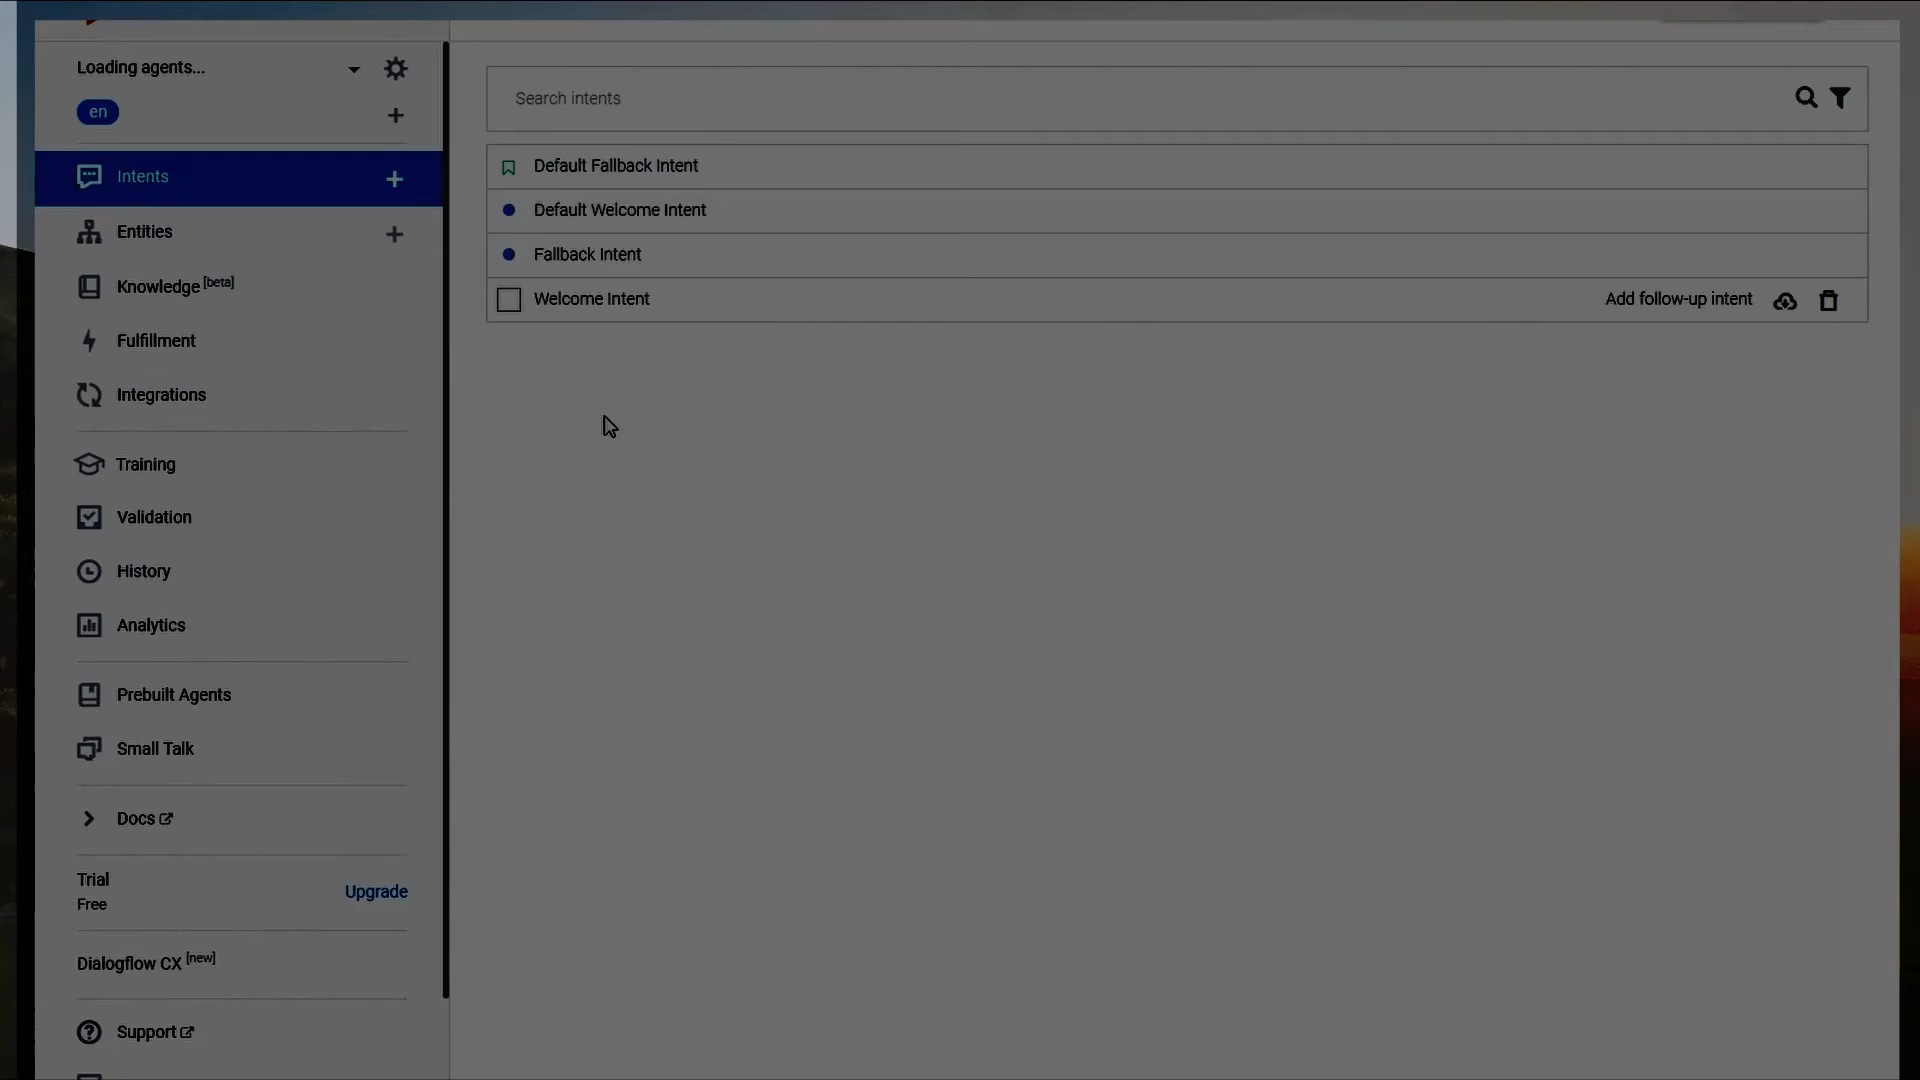 Loading agents...
en
Intents
Entities
Knowledge [beta]
Fulfillment
Integrations
Training
Validation
History
Analytics
Prebuilt Agents
Small Talk
Docs
Trial
Free
Upgrade
Dialogflow CX [new]
Support
Search intents
Default Fallback Intent
Default Welcome Intent
Fallback Intent
Welcome Intent
Add follow-up intent